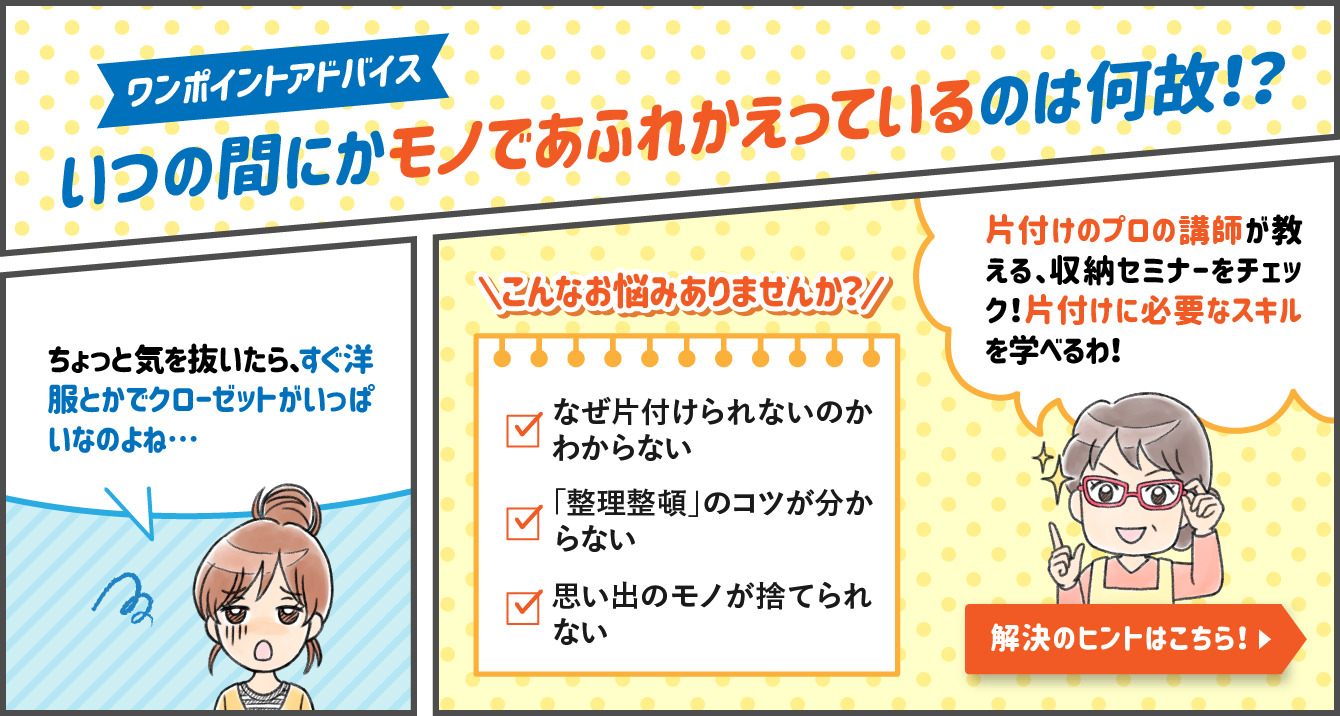 ワンポイントアドバイス
いつの間にかモノであふれかえっているのは何故!?
ちょっと気を抜いたら、すぐ洋
服とかでクローゼットがいっぱ
いなのよね…
\こんなお悩みありませんか?/
なぜ片付けられないのか
わからない
「整理整頓」のコツが分か
らない
思い出のモノが捨てられ
ない
片付けのプロの講師が教
える、収納セミナーをチェッ
ク!片付けに必要なスキル
を学べるわ!
解決のヒントはこちら!